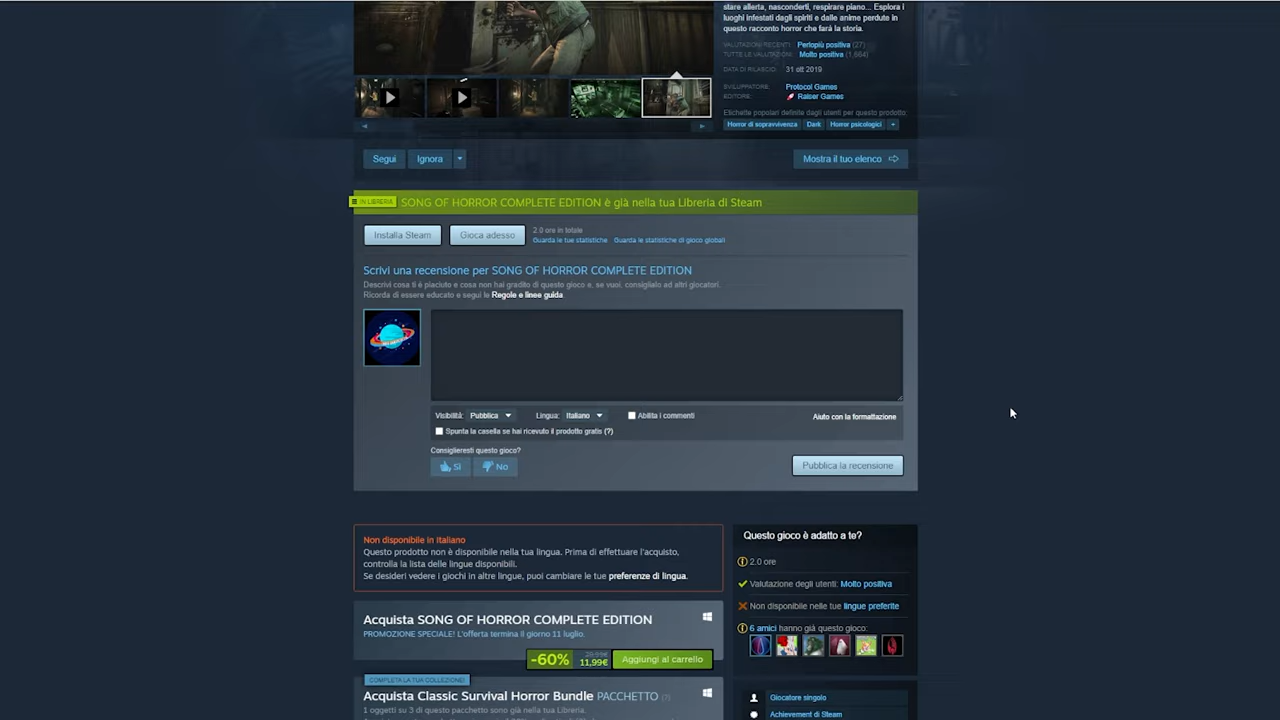 stare allerta, nasconderti, respirare piano... Esplora i
luoghi infestati dagli spiriti e dalle anime perdute in
questo racconto horror che farà la storia.
VALUTAZIONI RECENTI: Perlopiù positiva (27)
TUTTE LE VALUTAZIONI: Molto positiva (1,664)
DATA DI RILASCIO: 31 ott 2019
SVILUPPATORE: Protocol Games
EDITORE: Raiser Games
Etichette popolari definite dagli utenti per questo prodotto:
Horror di sopravvivenza Dark Horror psicologici +
Segui Ignora Mostra il tuo elenco
IN LIBRERIA SONG OF HORROR COMPLETE EDITION è già nella tua Libreria di Steam
Installa Steam Gioca adesso 2.0 ore in totale
Guarda le tue statistiche Guarda le statistiche di gioco globali
Scrivi una recensione per SONG OF HORROR COMPLETE EDITION
Descrivi cosa ti è piaciuto e cosa non hai gradito di questo gioco e, se vuoi, consiglialo ad altri giocatori.
Ricorda di essere educato e segui le Regole e linee guida.
Visibilità: Pubblica Lingua: Italiano Abilita i commenti Aiuto con la formattazione
Spunta la casella se hai ricevuto il prodotto gratis (?)
Consiglieresti questo gioco?
Sì No Pubblica la recensione
Non disponibile in Italiano
Questo prodotto non è disponibile nella tua lingua. Prima di effettuare l'acquisto,
controlla la lista delle lingue disponibili.
Se desideri vedere i giochi in altre lingue, puoi cambiare le tue preferenze di lingua.
Acquista SONG OF HORROR COMPLETE EDITION
PROMOZIONE SPECIALE! L'offerta termina il giorno 11 luglio.
-60% 29,99€ 11,99€ Aggiungi al carrello
COMPLETA LA TUA COLLEZIONE!
Acquista Classic Survival Horror Bundle PACCHETTO (?)
1 oggetti su 3 di questo pacchetto sono già nella tua Libreria.
Questo gioco è adatto a te?
2.0 ore
Valutazione degli utenti: Molto positiva
Non disponibile nelle tue lingue preferite
6 amici hanno già questo gioco:
Giocatore singolo
Achievement di Steam